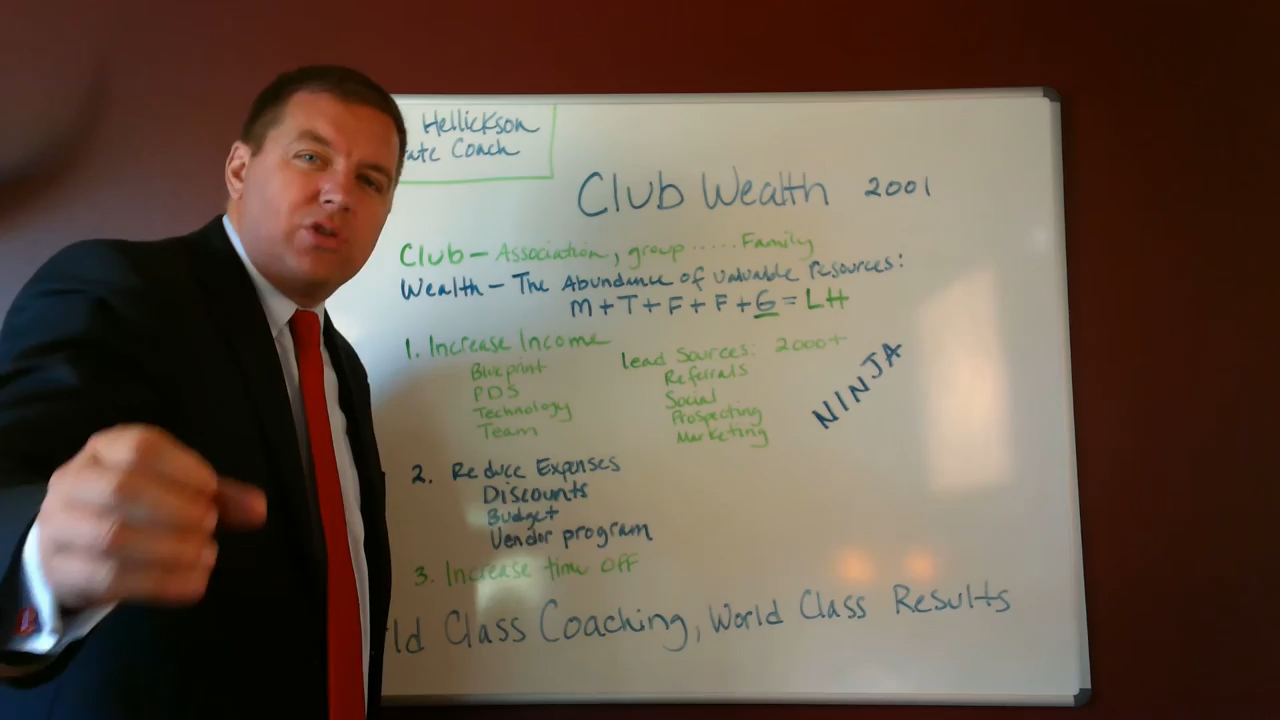 Hellickson
ate Coach
Club Wealth 2001
Club – Association, group ..... Family
Wealth – The Abundance of valuable resources:
M + T + F + F + G = LH
1. Increase Income
Blueprint
PDS
Technology
Team
lead Sources: 2000+
Referrals
Social
Prospecting
Marketing
NINJA
2. Reduce Expenses
Discounts
Budget
Vendor program
3. Increase time OFF
ld Class Coaching, World Class Results